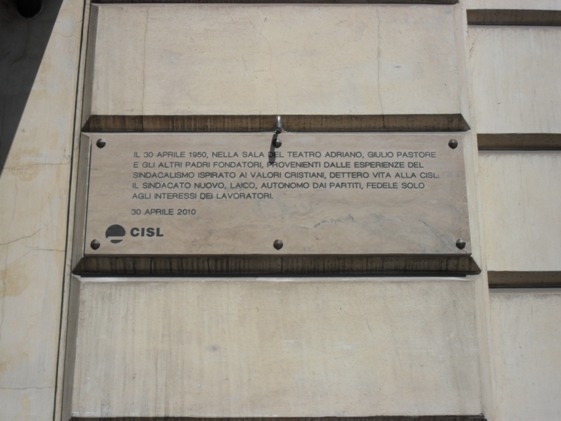 IL 30 APRILE 1950, NELLA SALA DEL TEATRO ADRIANO, GIULIO PASTORE
E GLI ALTRI PADRI FONDATORI, PROVENIENTI DALLE ESPERIENZE DEL
SINDACALISMO ISPIRATO AI VALORI CRISTIANI, DETTERO VITA ALLA CISL:
IL SINDACATO NUOVO, LAICO, AUTONOMO DAI PARTITI, FEDELE SOLO
AGLI INTERESSI DEI LAVORATORI.
30 APRILE 2010
CISL